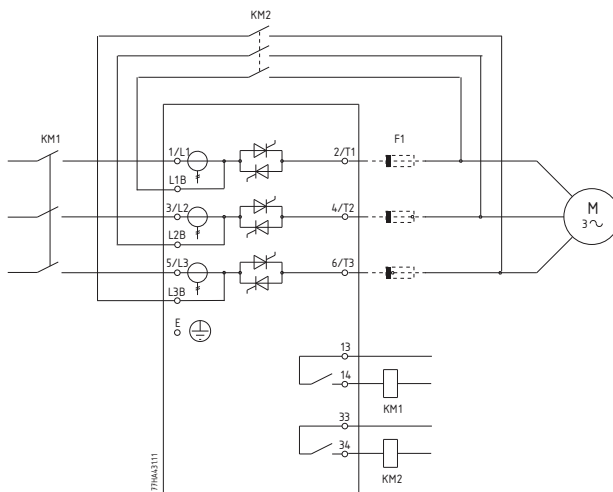 KM2
KM1
1/L1
2/T1
F1
L1B
3/L2
4/T2
M
3~
L2B
5/L3
6/T3
L3B
E
13
14
KM1
33
34
KM2
77HA43111